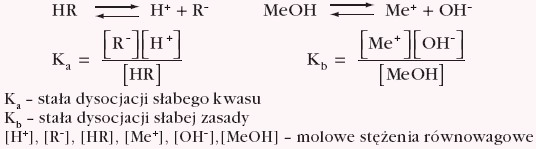 HR ⇌ H⁺ + R⁻ MeOH ⇌ Me⁺ + OH⁻
Kₐ = [R⁻][H⁺] / [HR] K_b = [Me⁺][OH⁻] / [MeOH]
Kₐ – stała dysocjacji słabego kwasu
K_b – stała dysocjacji słabej zasady
[H⁺], [R⁻], [HR], [Me⁺], [OH⁻],[MeOH] – molowe stężenia równowagowe